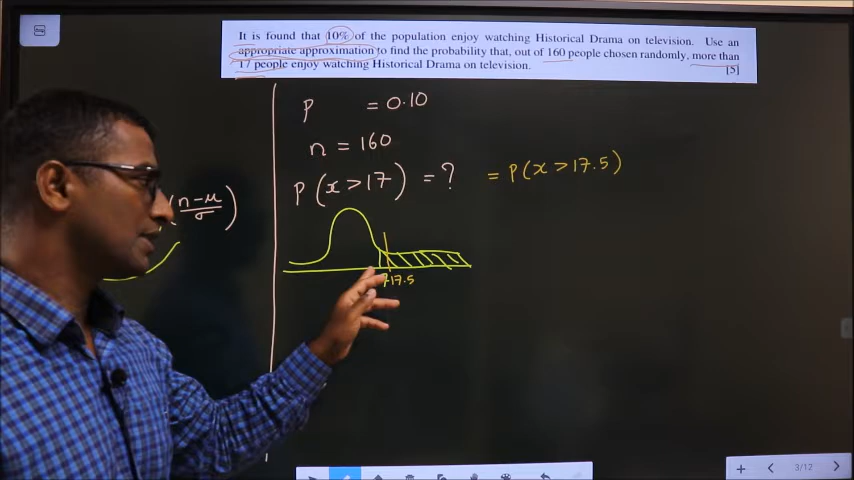 It is found that 10% of the population enjoy watching Historical Drama on television. Use an
appropriate approximation to find the probability that, out of 160 people chosen randomly, more than
17 people enjoy watching Historical Drama on television.
[5]
p = 0.10
n = 160
P(x>17) = ? = P(x>17.5)
(n-μ/σ)
17.5
3/12